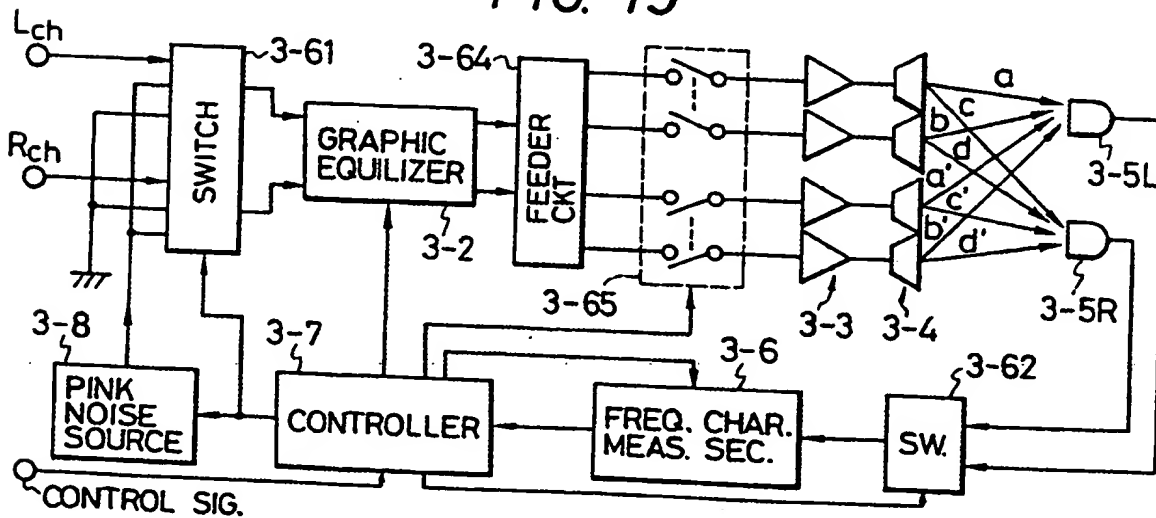 FIG. 15
Lch
3-61
3-64
SWITCH
GRAPHIC
EQUILIZER
3-2
FEEDER
CKT
a
c
b
d
a'
c'
b'
d'
3-5L
Rch
3-65
3-3
3-4
3-5R
3-8
3-7
3-6
3-62
PINK
NOISE
SOURCE
CONTROLLER
FREQ. CHAR.
MEAS. SEC.
SW.
CONTROL SIG.